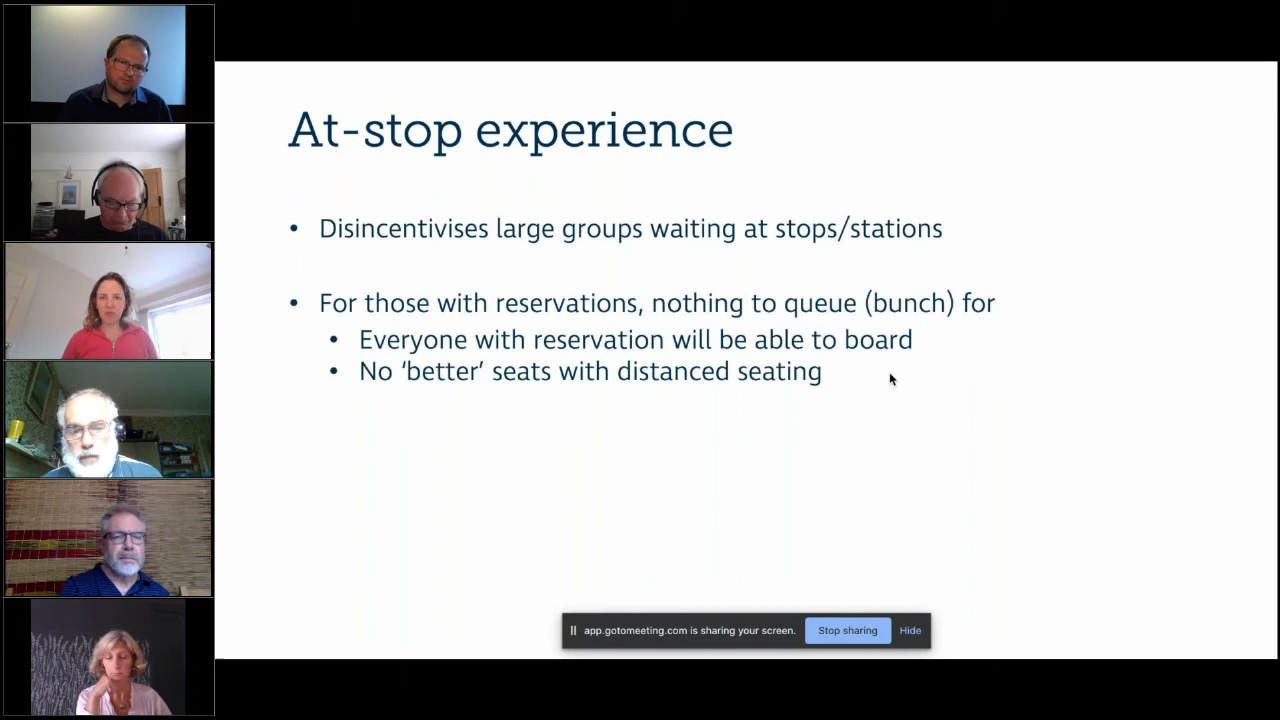 At-stop experience
• Disincentivises large groups waiting at stops/stations
• For those with reservations, nothing to queue (bunch) for
• Everyone with reservation will be able to board
• No ‘better’ seats with distanced seating
app.gotomeeting.com is sharing your screen. Stop sharing Hide